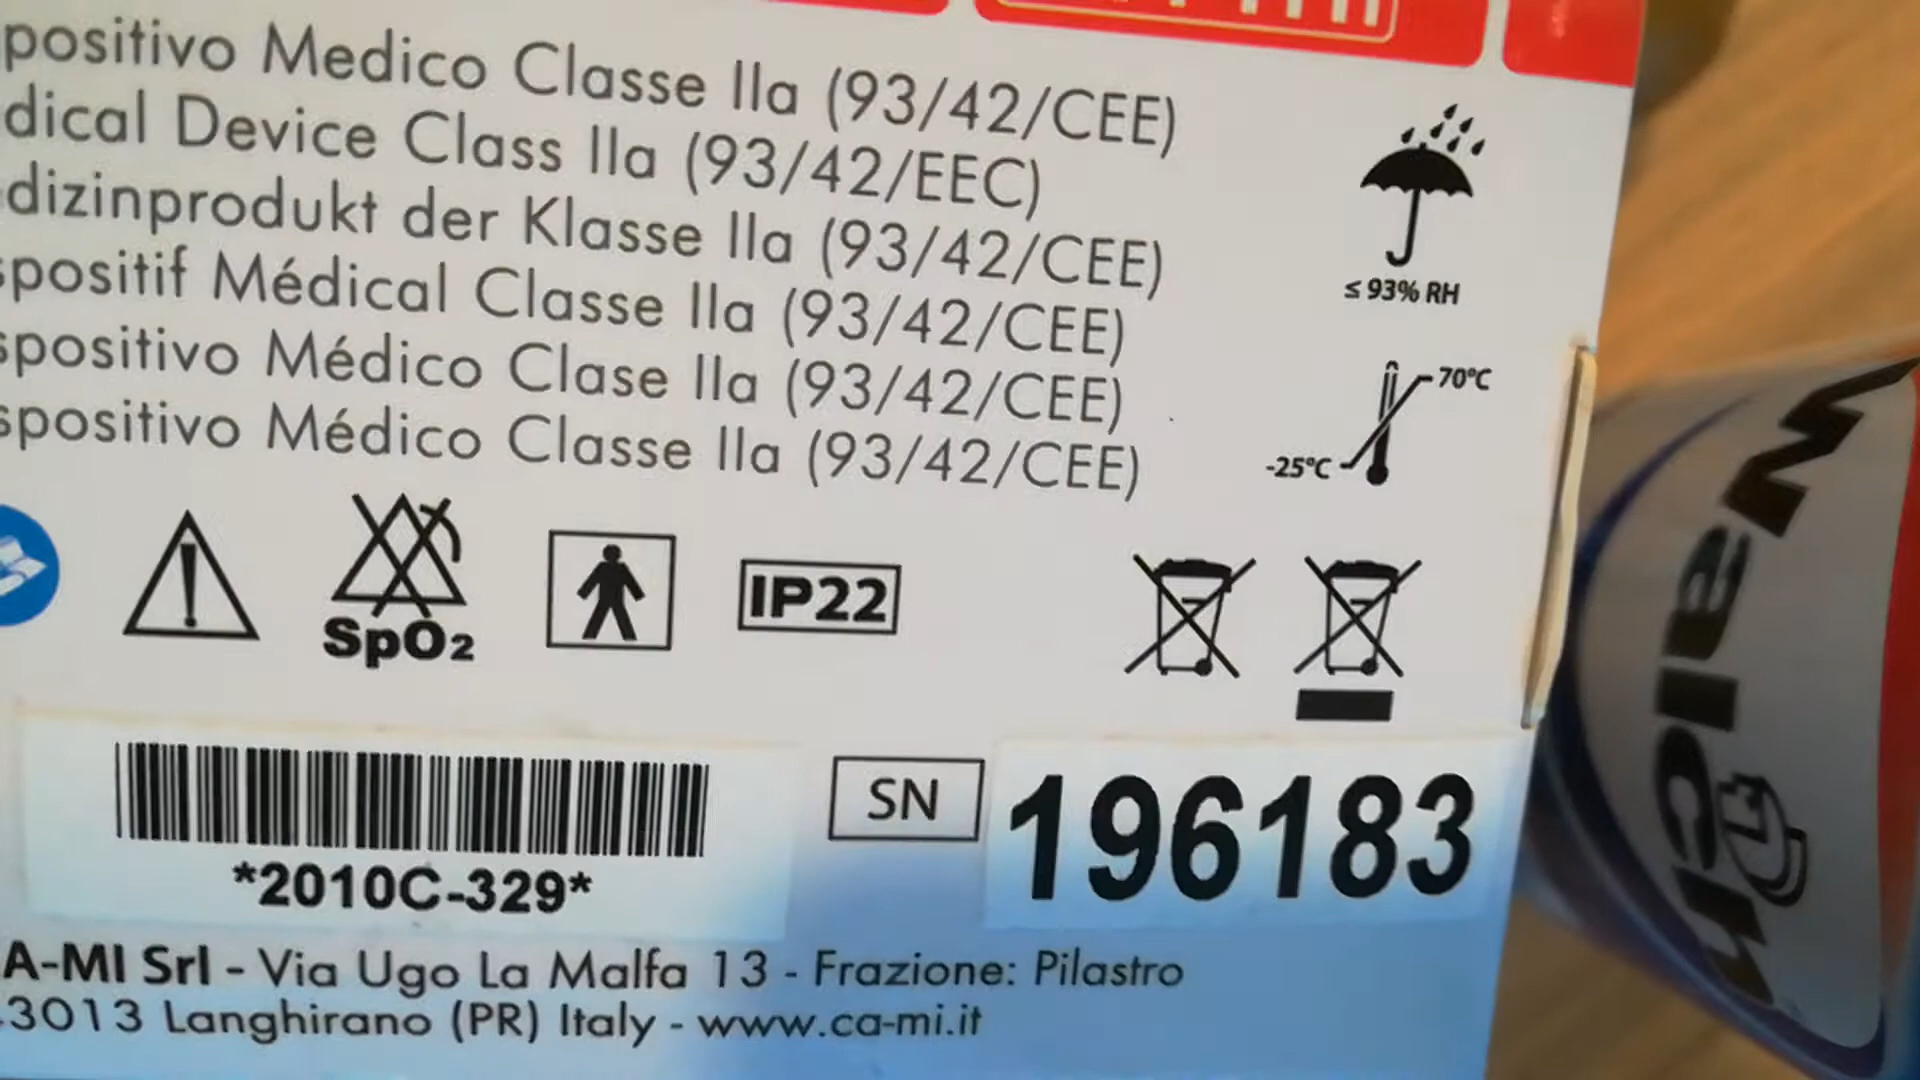 positivo Medico Classe IIa (93/42/CEE)
dical Device Class IIa (93/42/EEC)
dizinprodukt der Klasse IIa (93/42/CEE)
spositif Médical Classe IIa (93/42/CEE)
spositivo Médico Clase IIa (93/42/CEE)
spositivo Médico Classe IIa (93/42/CEE)
≤ 93% RH
70°C
-25°C
SpO2
IP22
SN
196183
*2010C-329*
A-MI Srl - Via Ugo La Malfa 13 - Frazione: Pilastro
3013 Langhirano (PR) Italy - www.ca-mi.it